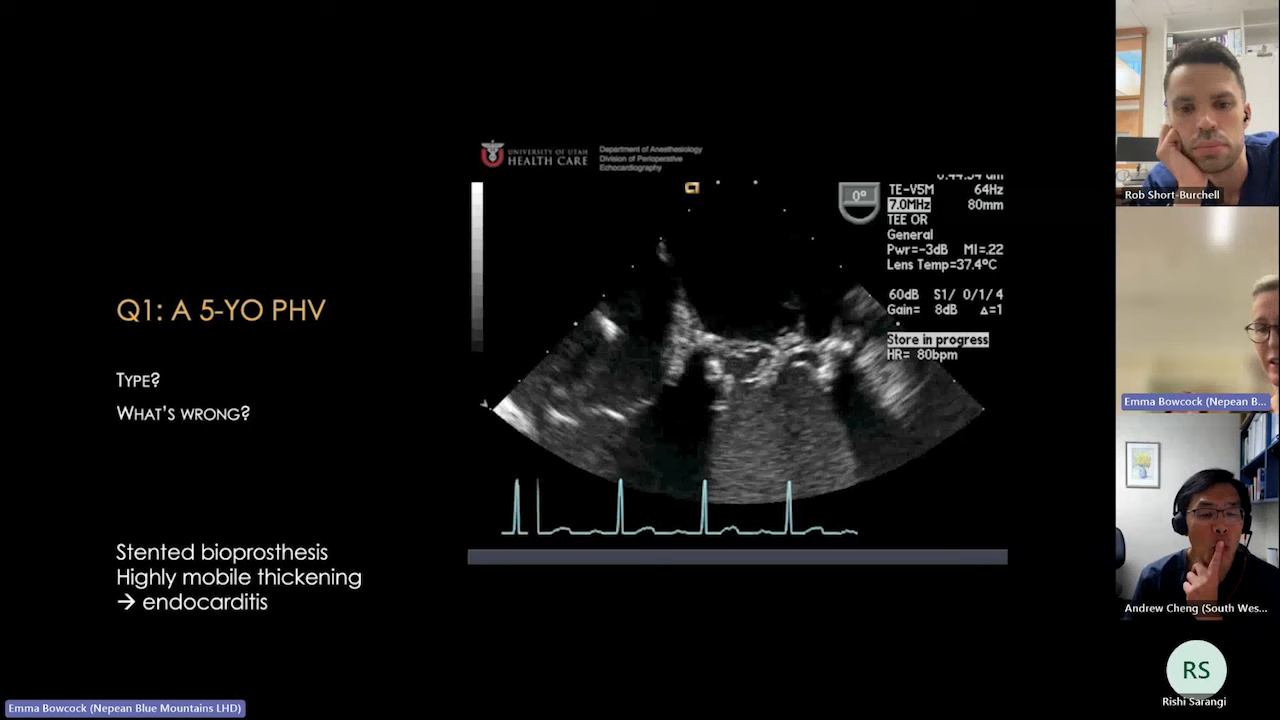 UNIVERSITY OF UTAH
HEALTH CARE
Department of Anesthesiology
Division of Perioperative
Echocardiography
0°
TE-V5M 64Hz
7.0MHz 80mm
TEE OR
General
Pwr=-3dB MI=.22
Lens Temp=37.4°C
60dB S1/ 0/1/4
Gain= 8dB Δ=1
Store in progress
HR= 80bpm
Q1: A 5-YO PHV
TYPE?
WHAT'S WRONG?
Stented bioprosthesis
Highly mobile thickening
→ endocarditis
Emma Bowcock (Nepean Blue Mountains LHD)
Rob Short-Burchell
Emma Bowcock (Nepean B...
Andrew Cheng (South Wes...
RS
Rishi Sarangi